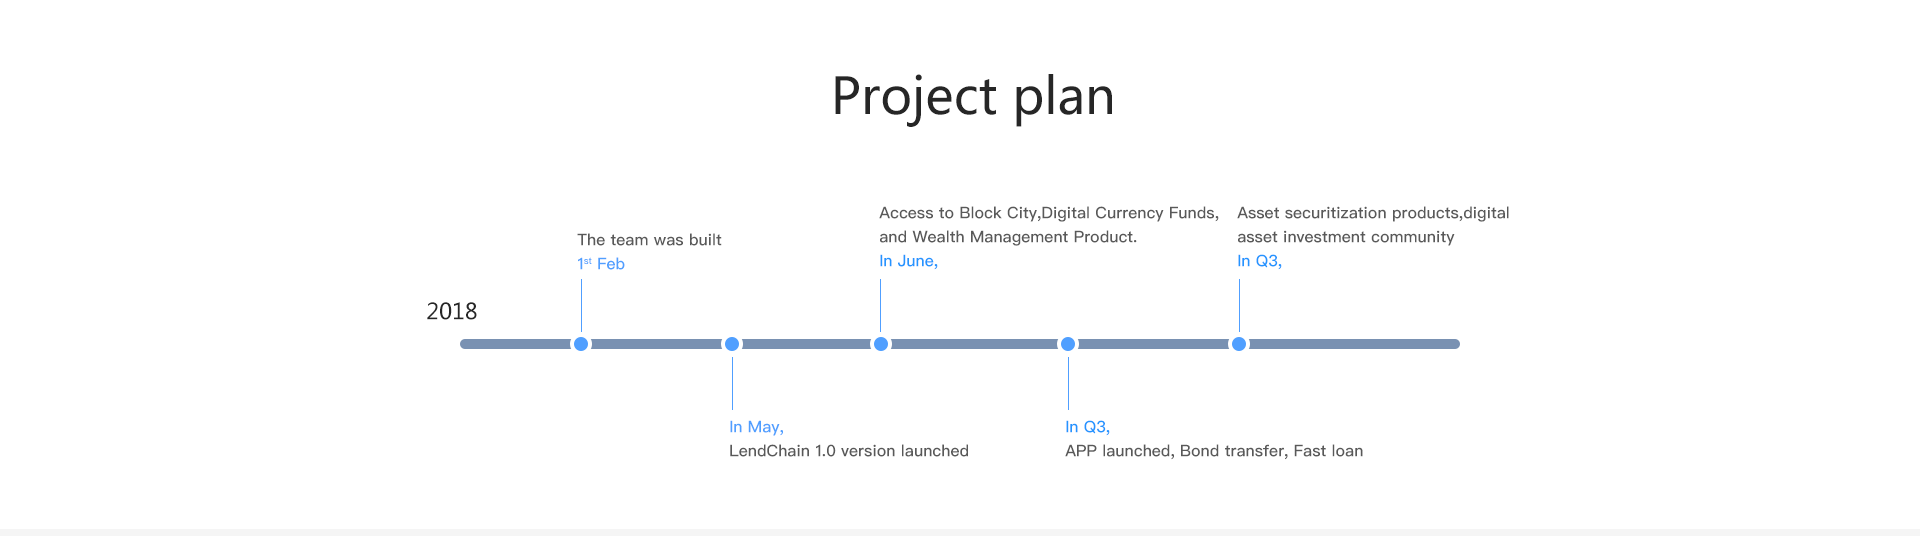 Project plan
2018
The team was built
1st Feb
In May,
LendChain 1.0 version launched
Access to Block City,Digital Currency Funds,
and Wealth Management Product.
In June,
In Q3,
APP launched, Bond transfer, Fast loan
Asset securitization products,digital
asset investment community
In Q3,